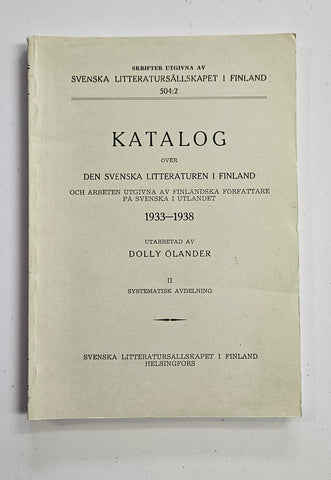 SKRIFTER UTGIVNA AV
SVENSKA LITTERATURSÄLLSKAPET I FINLAND
504:2
KATALOG
ÖVER
DEN SVENSKA LITTERATUREN I FINLAND
OCH ARBETEN UTGIVNA AV FINLANDSKA FÖRFATTARE
PÅ SVENSKA I UTLANDET
1933—1938
UTARBETAD AV
DOLLY ÖLANDER
II
SYSTEMATISK AVDELNING
SVENSKA LITTERATURSÄLLSKAPET I FINLAND
HELSINGFORS